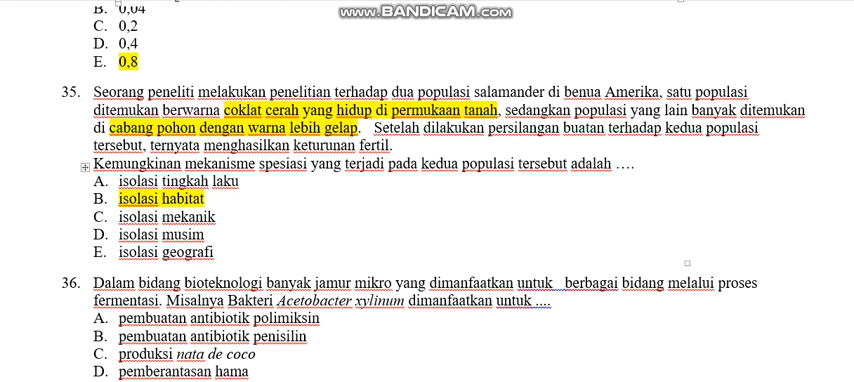 www.BANDICAM.com
B. 0,04
C. 0,2
D. 0,4
E. 0,8
35. Seorang peneliti melakukan penelitian terhadap dua populasi salamander di benua Amerika, satu populasi
ditemukan berwarna coklat cerah yang hidup di permukaan tanah, sedangkan populasi yang lain banyak ditemukan
di cabang pohon dengan warna lebih gelap. Setelah dilakukan persilangan buatan terhadap kedua populasi
tersebut, ternyata menghasilkan keturunan fertil.
Kemungkinan mekanisme spesiasi yang terjadi pada kedua populasi tersebut adalah ….
A. isolasi tingkah laku
B. isolasi habitat
C. isolasi mekanik
D. isolasi musim
E. isolasi geografi
36. Dalam bidang bioteknologi banyak jamur mikro yang dimanfaatkan untuk berbagai bidang melalui proses
fermentasi. Misalnya Bakteri Acetobacter xylinum dimanfaatkan untuk ....
A. pembuatan antibiotik polimiksin
B. pembuatan antibiotik penisilin
C. produksi nata de coco
D. pemberantasan hama